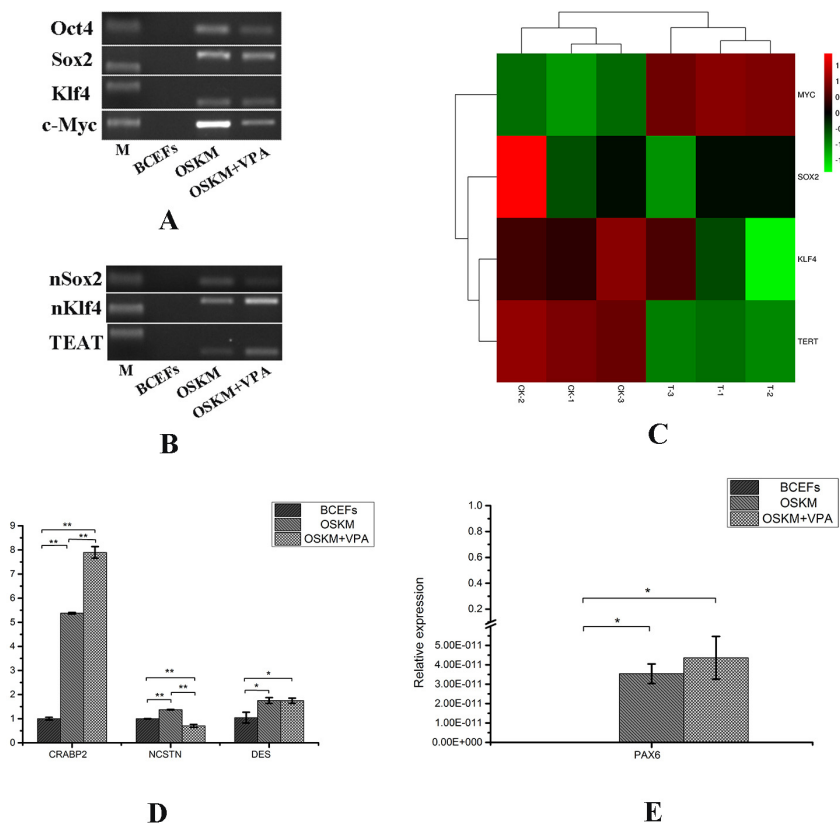 Oct4
Sox2
Klf4
c-Myc
M BCEFs OSKM OSKM+VPA
A
nSox2
nKlf4
TEAT
M BCEFs OSKM OSKM+VPA
B
MYC
SOX2
KLF4
TERT
CK-2 CK-1 CK-3 T-3 T-1 T-2
C
BCEFs
OSKM
OSKM+VPA
9
8
7
6
5
4
3
2
1
0
** ** **
** ** **
* *
CRABP2 NCSTN DES
D
BCEFs
OSKM
OSKM+VPA
Relative expression
1.0
0.8
0.6
0.4
0.2
5.00E-011
4.00E-011
3.00E-011
2.00E-011
1.00E-011
0.00E+000
*
*
PAX6
E